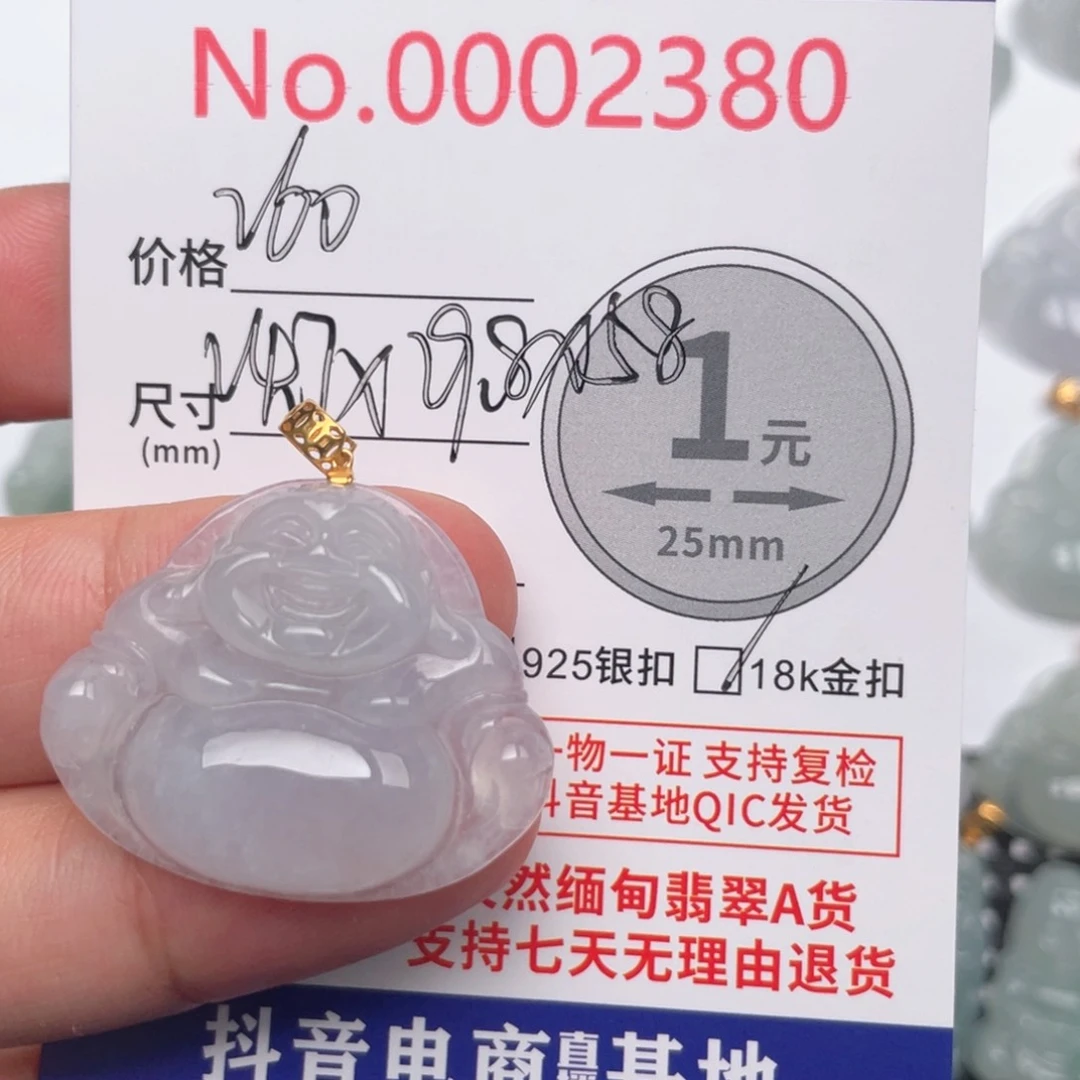 No.0002380
价格
尺寸
(mm)
1元
25mm
925银扣 18k金扣
物一证 支持复检
音基地QIC发货
然缅甸翡翠A货
支持七天无理由退货
抖音电商直播基地